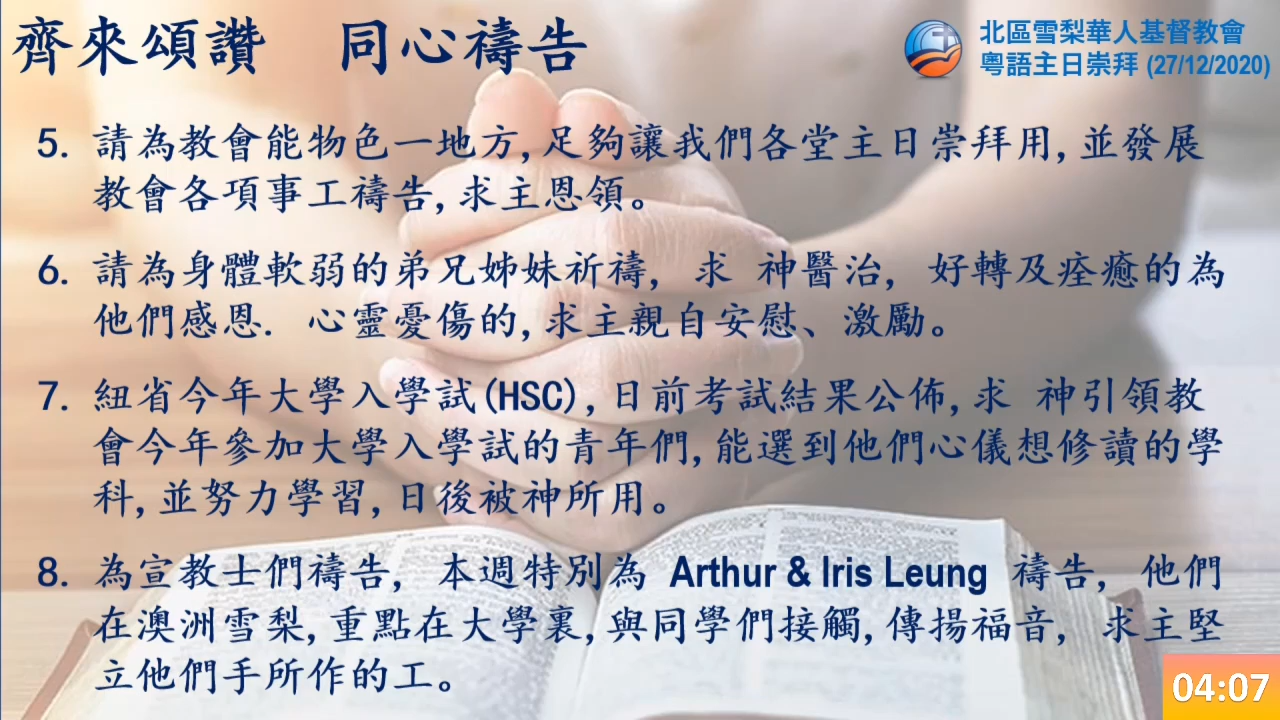 齊來頌讚 同心禱告
北區雪梨華人基督教會
粵語主日崇拜 (27/12/2020)
5. 請為教會能物色一地方,足夠讓我們各堂主日崇拜用,並發展
教會各項事工禱告,求主恩領。
6. 請為身體軟弱的弟兄姊妹祈禱, 求 神醫治, 好轉及痊癒的為
他們感恩. 心靈憂傷的,求主親自安慰、激勵。
7. 紐省今年大學入學試(HSC),日前考試結果公佈,求 神引領教
會今年參加大學入學試的青年們,能選到他們心儀想修讀的學
科,並努力學習,日後被神所用。
8. 為宣教士們禱告, 本週特別為 Arthur & Iris Leung 禱告, 他們
在澳洲雪梨,重點在大學裏,與同學們接觸,傳揚福音, 求主堅
立他們手所作的工。
04:07